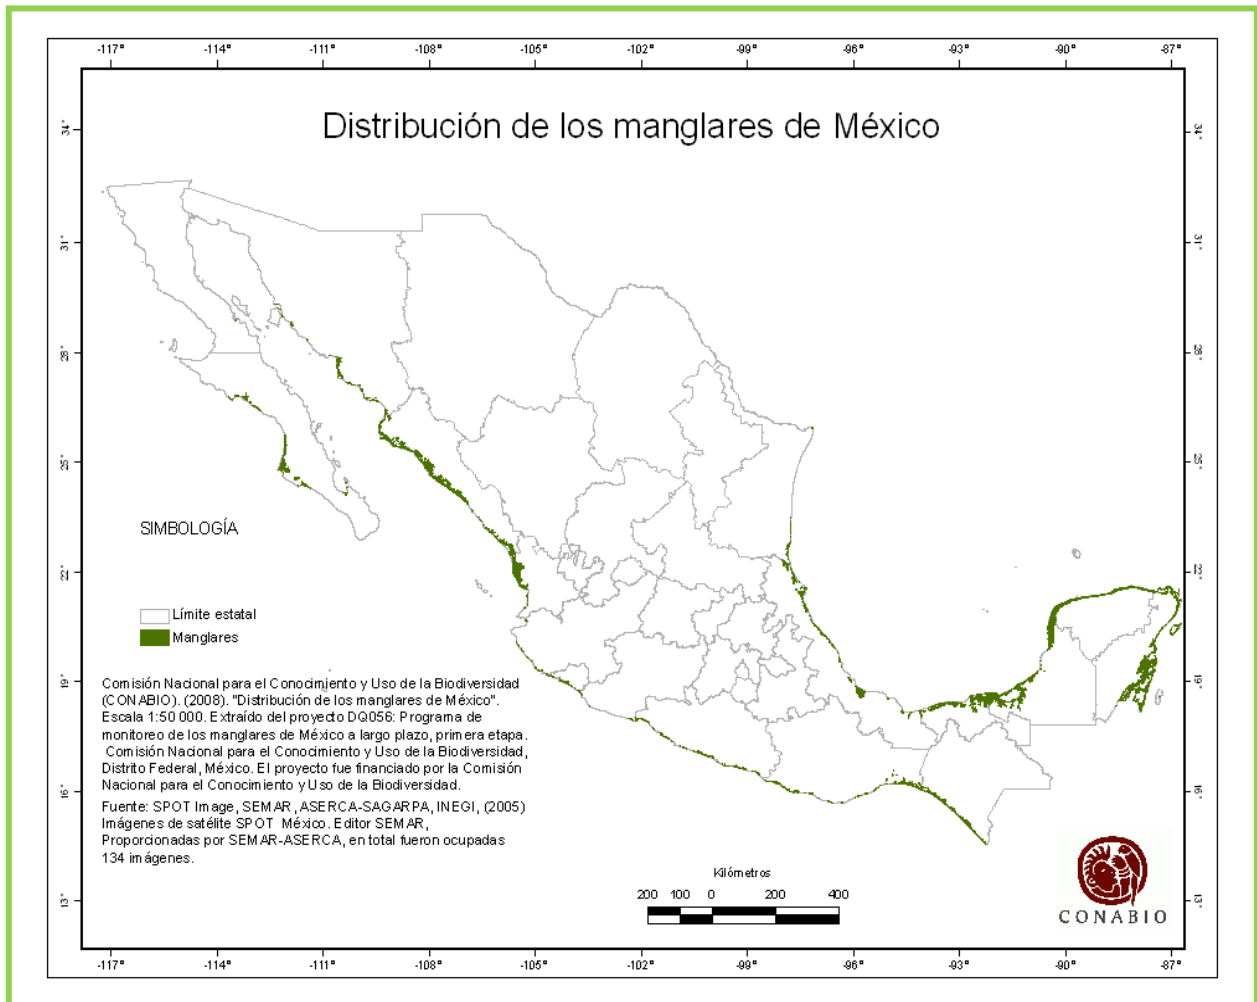 -117° -114° -111° -108° -105° -102° -99° -96° -93° -90° -87°
Distribución de los manglares de México
34° 34°
31° 31°
28° 28°
25° 25°
SIMBOLOGÍA
22° 22°
Límite estatal
Manglares
19° 19°
Comisión Nacional para el Conocimiento y Uso de la Biodiversidad
(CONABIO). (2008). "Distribución de los manglares de México".
Escala 1:50 000. Extraído del proyecto DQ056: Programa de
monitoreo de los manglares de México a largo plazo, primera etapa.
Comisión Nacional para el Conocimiento y Uso de la Biodiversidad,
Distrito Federal, México. El proyecto fue financiado por la Comisión
Nacional para el Conocimiento y Uso de la Biodiversidad.
16° 16°
Fuente: SPOT Image, SEMAR, ASERCA-SAGARPA, INEGI, (2005)
Imágenes de satélite SPOT México. Editor SEMAR,
Proporcionadas por SEMAR-ASERCA, en total fueron ocupadas
134 imágenes.
Kilómetros
200 100 0 200 400
13° 13°
CONABIO
-117° -114° -111° -108° -105° -102° -99° -96° -93° -90° -87°